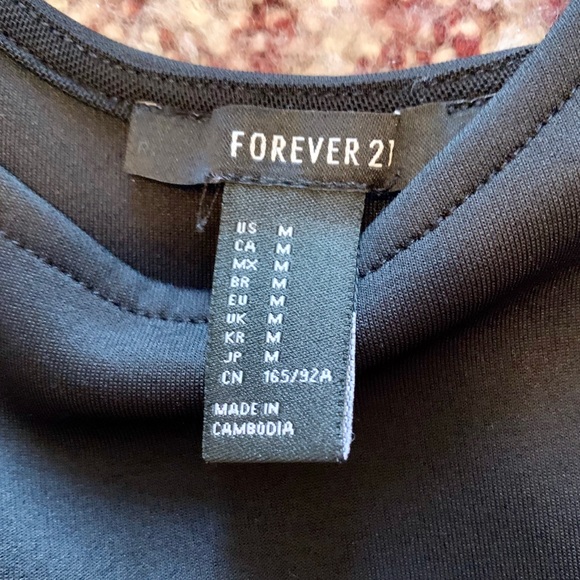 FOREVER 21
US M
CA M
MX M
BR M
EU M
UK M
KR M
JP M
CN 165/92A
MADE IN
CAMBODIA